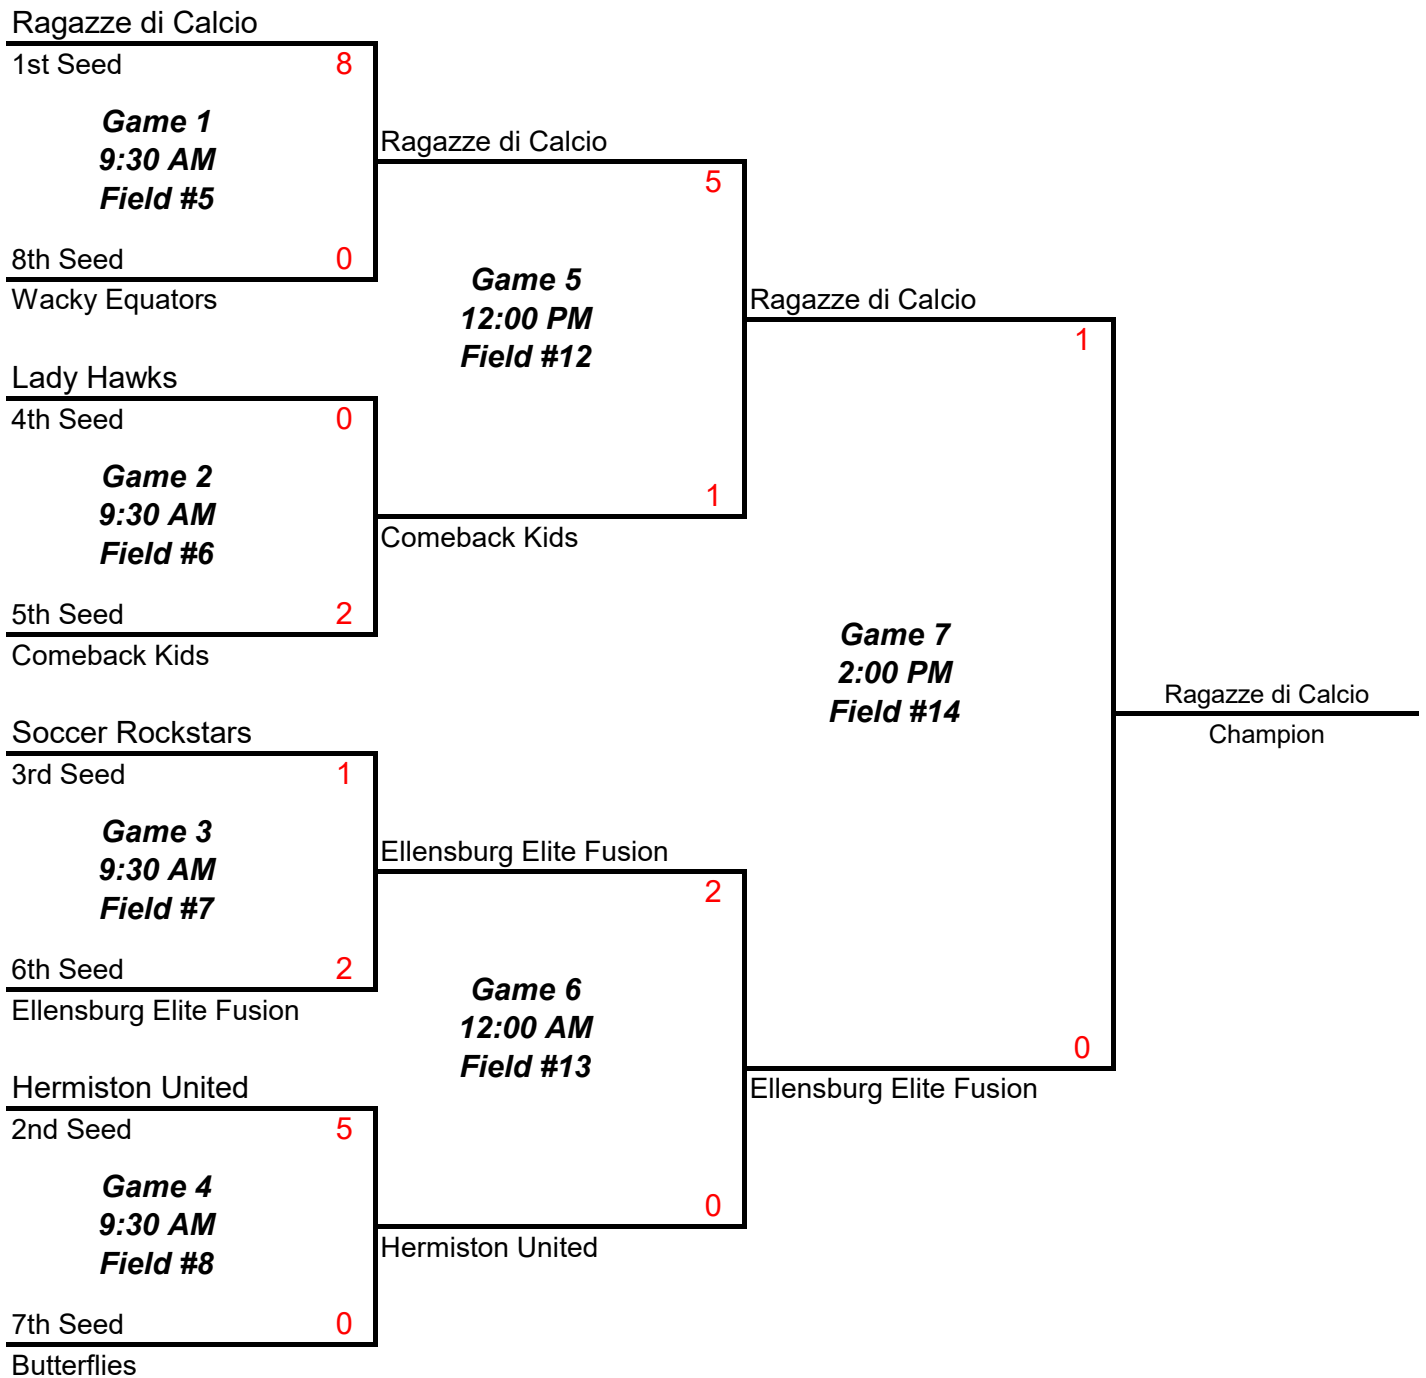 Ragazze di Calcio
1st Seed 8
Game 1
9:30 AM
Field #5
8th Seed 0
Wacky Equators
Lady Hawks
4th Seed 0
Game 2
9:30 AM
Field #6
5th Seed 2
Comeback Kids
Soccer Rockstars
3rd Seed 1
Game 3
9:30 AM
Field #7
6th Seed 2
Ellensburg Elite Fusion
Hermiston United
2nd Seed 5
Game 4
9:30 AM
Field #8
7th Seed 0
Butterflies
Ragazze di Calcio
5
Game 5
12:00 PM
Field #12
1
Comeback Kids
Ellensburg Elite Fusion
2
Game 6
12:00 AM
Field #13
0
Hermiston United
Ragazze di Calcio
1
Game 7
2:00 PM
Field #14
0
Ellensburg Elite Fusion
Ragazze di Calcio
Champion